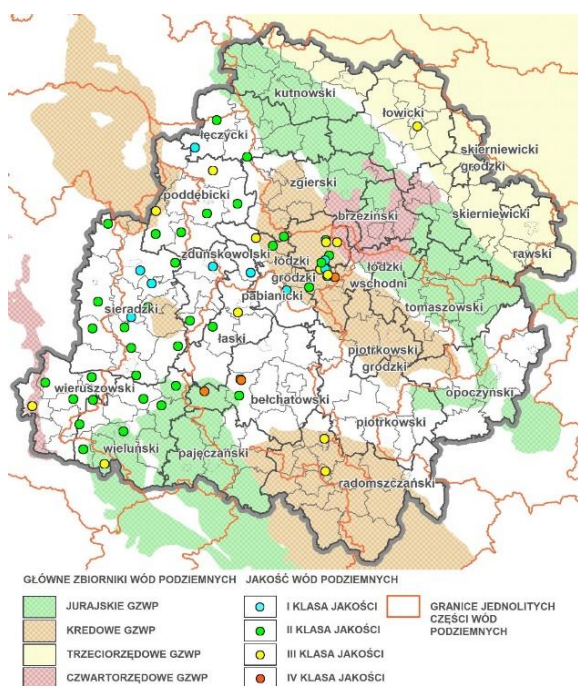 kutnowski
łowicki
łęczycki
skierniewicki
grodzki
zgierski
poddębicki
brzeziński
skierniewicki
zduńskowolski
łódzki
grodzki
łódzki
wschodni
rawski
pabianicki
tomaszowski
sieradzki
łaski
piotrkowski
grodzki
wieruszowski
bełchatowski
opoczyński
piotrkowski
wieluński
pajęczański
radomszczański
GŁÓWNE ZBIORNIKI WÓD PODZIEMNYCH
JURAJSKIE GZWP
KREDOWE GZWP
TRZECIORZĘDOWE GZWP
CZWARTORZĘDOWE GZWP
JAKOŚĆ WÓD PODZIEMNYCH
I KLASA JAKOŚCI
II KLASA JAKOŚCI
III KLASA JAKOŚCI
IV KLASA JAKOŚCI
GRANICE JEDNOLITYCH
CZĘŚCI WÓD
PODZIEMNYCH